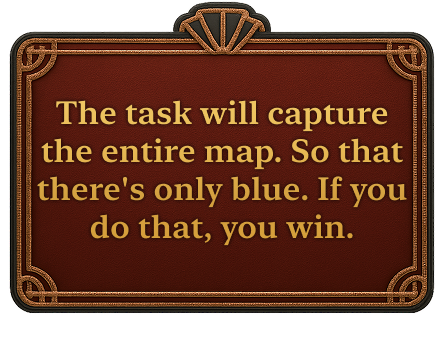 The task will capture
the entire map. So that
there's only blue. If you
do that, you win.